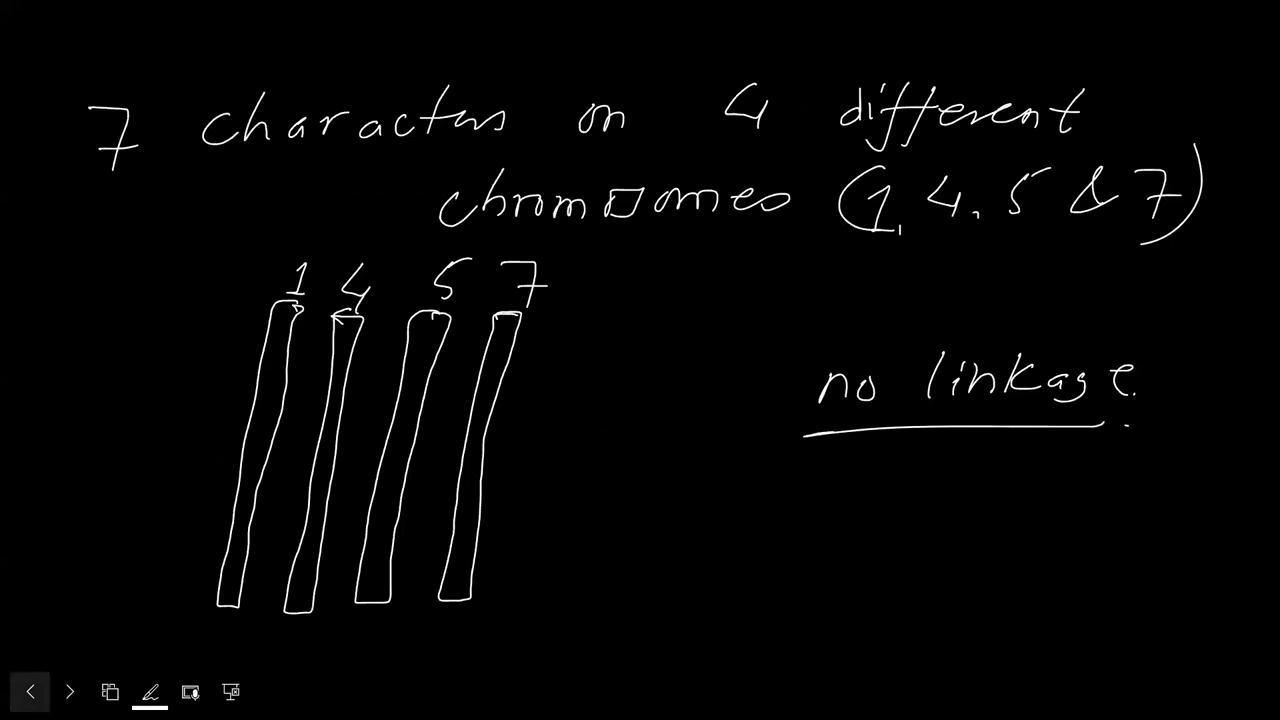 7 characters on 4 different
chromosomes (1, 4, 5 & 7)
1 4 5 7
no linkage